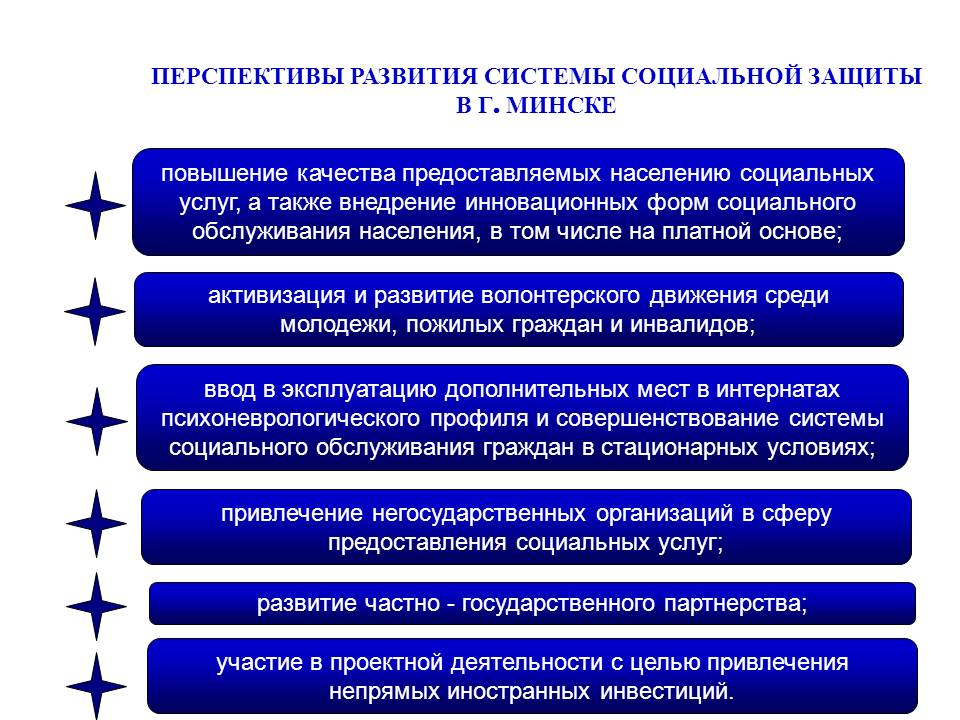 ПЕРСПЕКТИВЫ РАЗВИТИЯ СИСТЕМЫ СОЦИАЛЬНОЙ ЗАЩИТЫ
В Г. МИНСКЕ
повышение качества предоставляемых населению социальных
услуг, а также внедрение инновационных форм социального
обслуживания населения, в том числе на платной основе;
активизация и развитие волонтерского движения среди
молодежи, пожилых граждан и инвалидов;
ввод в эксплуатацию дополнительных мест в интернатах
психоневрологического профиля и совершенствование системы
социального обслуживания граждан в стационарных условиях;
привлечение негосударственных организаций в сферу
предоставления социальных услуг;
развитие частно - государственного партнерства;
участие в проектной деятельности с целью привлечения
непрямых иностранных инвестиций.